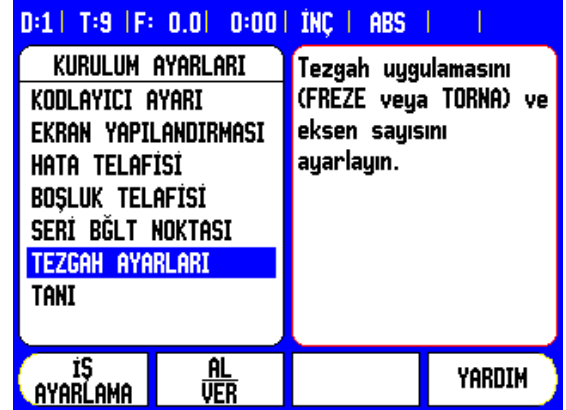 D:1| T:9 |F: 0.0| 0:00| İNÇ | ABS | |
KURULUM AYARLARI
KODLAYICI AYARI
EKRAN YAPILANDIRMASI
HATA TELAFİSİ
BOŞLUK TELAFİSİ
SERİ BĞLT NOKTASI
TEZGAH AYARLARI
TANI
Tezgah uygulamasını
(FREZE veya TORNA) ve
eksen sayısını
ayarlayın.
İŞ
AYARLAMA
AL
VER
YARDIM